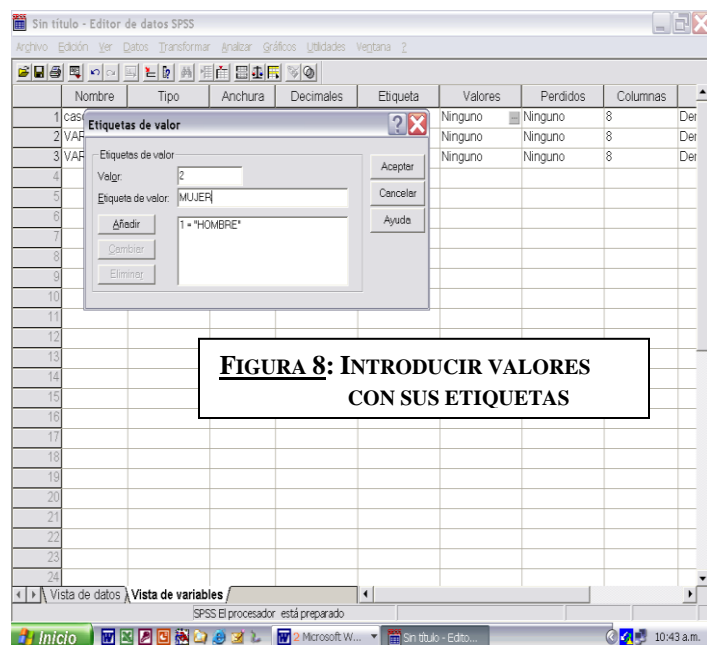 Sin título - Editor de datos SPSS
Archivo Edición Ver Datos Transformar Analizar Gráficos Utilidades Ventana ?
Nombre Tipo Anchura Decimales Etiqueta Valores Perdidos Columnas
1 Ninguno Ninguno 8
2 VAR Ninguno Ninguno 8
3 VAR Ninguno Ninguno 8
4
5
6
7
8
9
10
11
12
13
14
15
16
17
18
19
20
21
22
23
24
Etiquetas de valor
Etiquetas de valor
Valor: 2
Etiqueta de valor: MUJER
Añadir
Cambiar
Eliminar
1 = "HOMBRE"
Aceptar
Cancelar
Ayuda
FIGURA 8: INTRODUCIR VALORES
CON SUS ETIQUETAS
Vista de datos Vista de variables
SPSS El procesador está preparado
Inicio 2 Microsoft W... Sin título - Edito... 10:43 a.m.